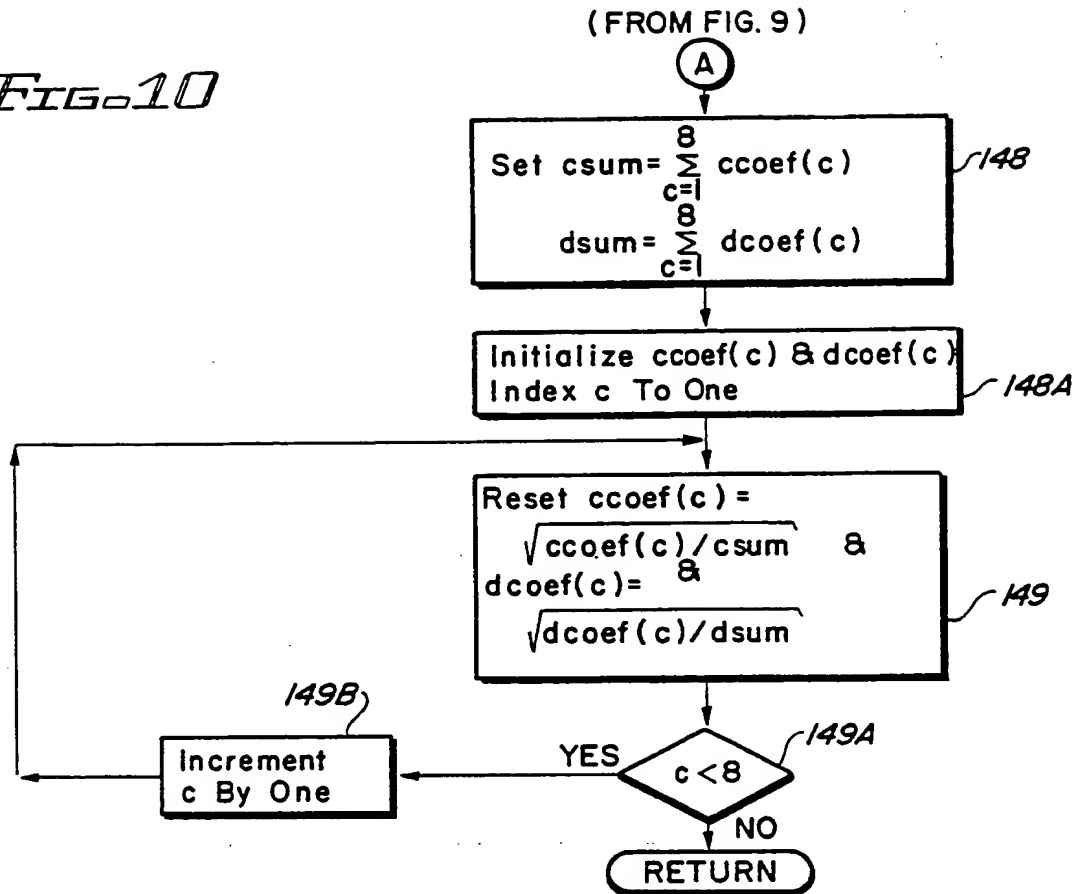 (FROM FIG. 9)
A
FIG. 10
8
Set csum= Σ ccoef(c)
c=1
8
dsum= Σ dcoef(c)
c=1
148
Initialize ccoef(c) & dcoef(c)
Index c To One
148A
Reset ccoef(c)=
√ccoef(c)/csum &
dcoef(c)= &
√dcoef(c)/dsum
149
149B
Increment
c By One
YES
c<8
149A
NO
RETURN